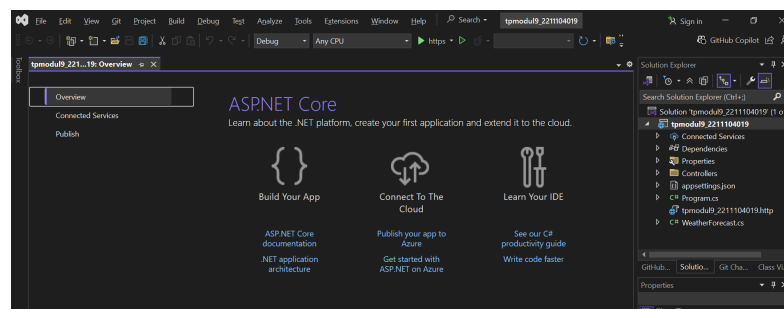 File Edit View Git Project Build Debug Test Analyze Tools Extensions Window Help Search tpmodul9_2211104019 Sign in
Debug Any CPU https GitHub Copilot
Toolbox
tpmodul9_221...19: Overview
Overview
Connected Services
Publish
ASP.NET Core
Learn about the .NET platform, create your first application and extend it to the cloud.
Build Your App
Connect To The
Cloud
Learn Your IDE
ASP.NET Core
documentation
.NET application
architecture
Publish your app to
Azure
Get started with
ASP.NET on Azure
See our C#
productivity guide
Write code faster
Solution Explorer
Search Solution Explorer (Ctrl+;)
Solution 'tpmodul9_2211104019' (1 o
tpmodul9_2211104019
Connected Services
Dependencies
Properties
Controllers
appsettings.json
C# Program.cs
tpmodul9_2211104019.http
C# WeatherForecast.cs
GitHub... Solutio... Git Cha... Class Vi
Properties